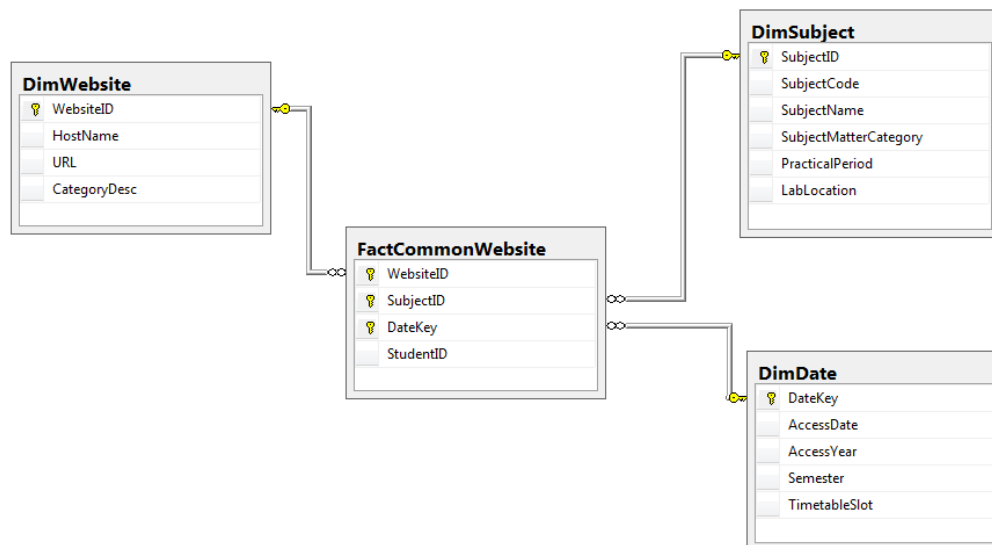 DimWebsite
WebsiteID
HostName
URL
CategoryDesc
FactCommonWebsite
WebsiteID
SubjectID
DateKey
StudentID
DimSubject
SubjectID
SubjectCode
SubjectName
SubjectMatterCategory
PracticalPeriod
LabLocation
DimDate
DateKey
AccessDate
AccessYear
Semester
TimetableSlot